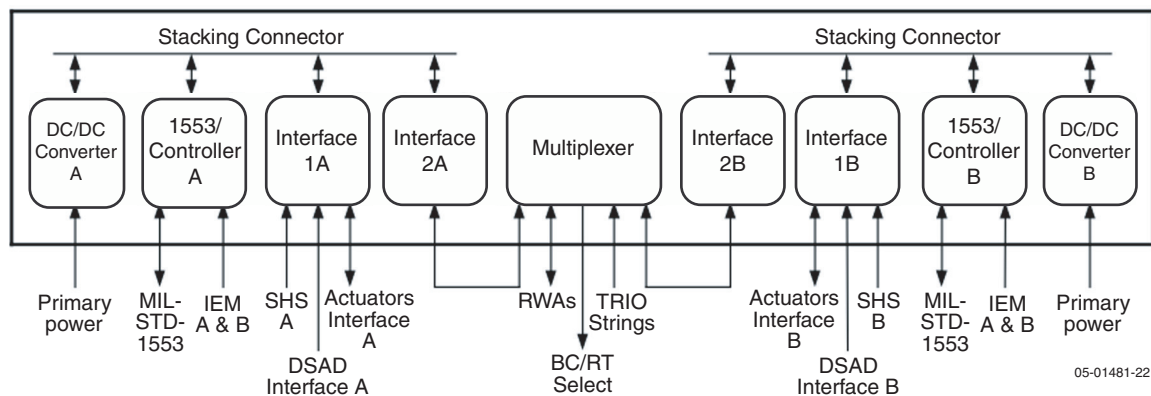 Stacking Connector
Stacking Connector
DC/DC
Converter
A
1553/
Controller
A
Interface
1A
Interface
2A
Multiplexer
Interface
2B
Interface
1B
1553/
Controller
B
DC/DC
Converter
B
Primary
power
MIL-
STD-
1553
IEM
A & B
SHS
A
DSAD
Interface A
Actuators
Interface
A
RWAs
BC/RT
Select
TRIO
Strings
Actuators
Interface
B
DSAD
Interface B
SHS
B
MIL-
STD-
1553
IEM
A & B
Primary
power
05-01481-22